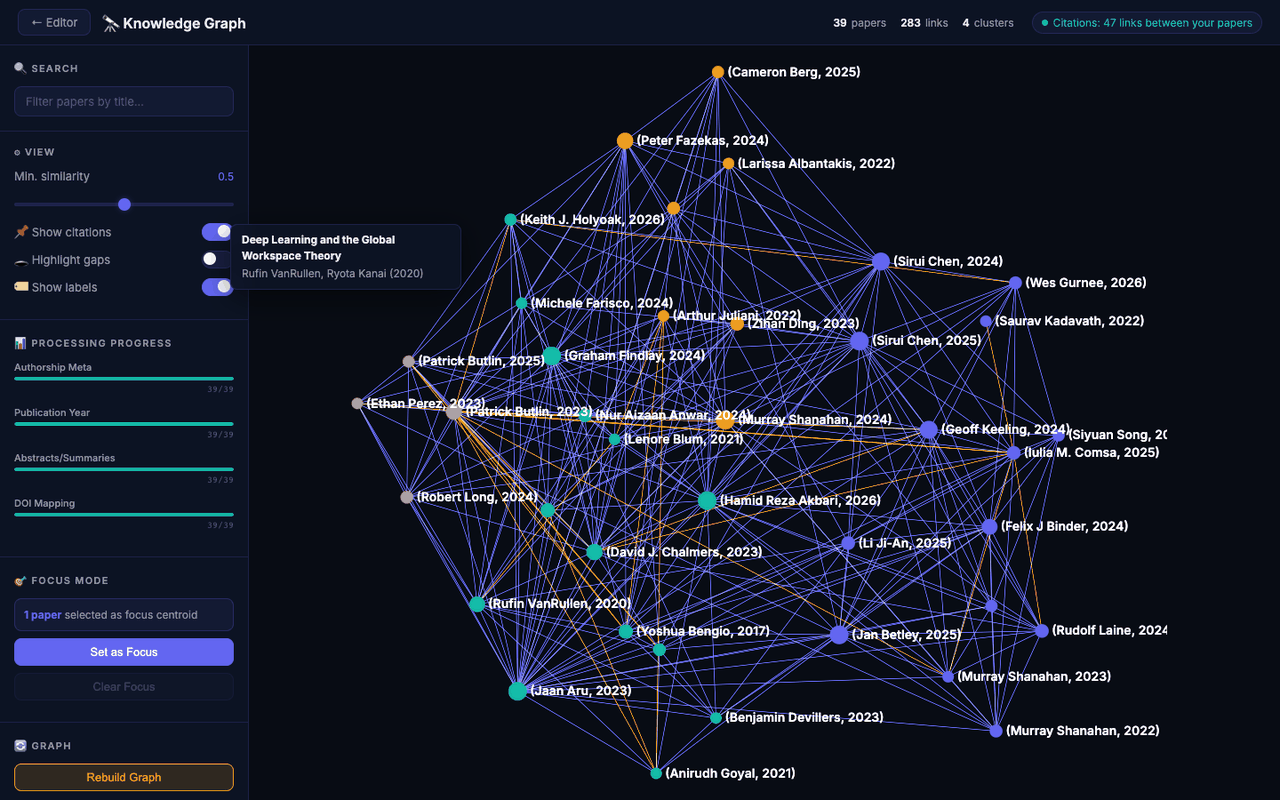 ← Editor
Knowledge Graph
39 papers 283 links 4 clusters
Citations: 47 links between your papers
SEARCH
Filter papers by title...
VIEW
Min. similarity 0.5
Show citations
Highlight gaps
Show labels
Deep Learning and the Global
Workspace Theory
Rufin VanRullen, Ryota Kanai (2020)
PROCESSING PROGRESS
Authorship Meta
39/39
Publication Year
39/39
Abstracts/Summaries
39/39
DOI Mapping
39/39
FOCUS MODE
1 paper selected as focus centroid
Set as Focus
Clear Focus
GRAPH
Rebuild Graph
(Cameron Berg, 2025)
(Peter Fazekas, 2024)
(Larissa Albantakis, 2022)
(Keith J. Holyoak, 2026)
(Sirui Chen, 2024)
(Wes Gurnee, 2026)
(Michele Farisco, 2024)
(Arthur Juliani, 2022)
(Zihan Ding, 2023)
(Saurav Kadavath, 2022)
(Sirui Chen, 2025)
(Patrick Butlin, 2025)
(Graham Findlay, 2024)
(Ethan Perez, 2023)
(Patrick Butlin, 2023)
(Nur Aizaan Anwar, 2024)
(Murray Shanahan, 2024)
(Geoff Keeling, 2024)
(Siyuan Song, 20
(Lenore Blum, 2021)
(Iulia M. Comsa, 2025)
(Robert Long, 2024)
(Hamid Reza Akbari, 2026)
(Felix J Binder, 2024)
(Li Ji-An, 2025)
(David J. Chalmers, 2023)
(Rufin VanRullen, 2020)
(Yoshua Bengio, 2017)
(Jan Betley, 2025)
(Rudolf Laine, 2024
(Murray Shanahan, 2023)
(Jaan Aru, 2023)
(Benjamin Devillers, 2023)
(Murray Shanahan, 2022)
(Anirudh Goyal, 2021)